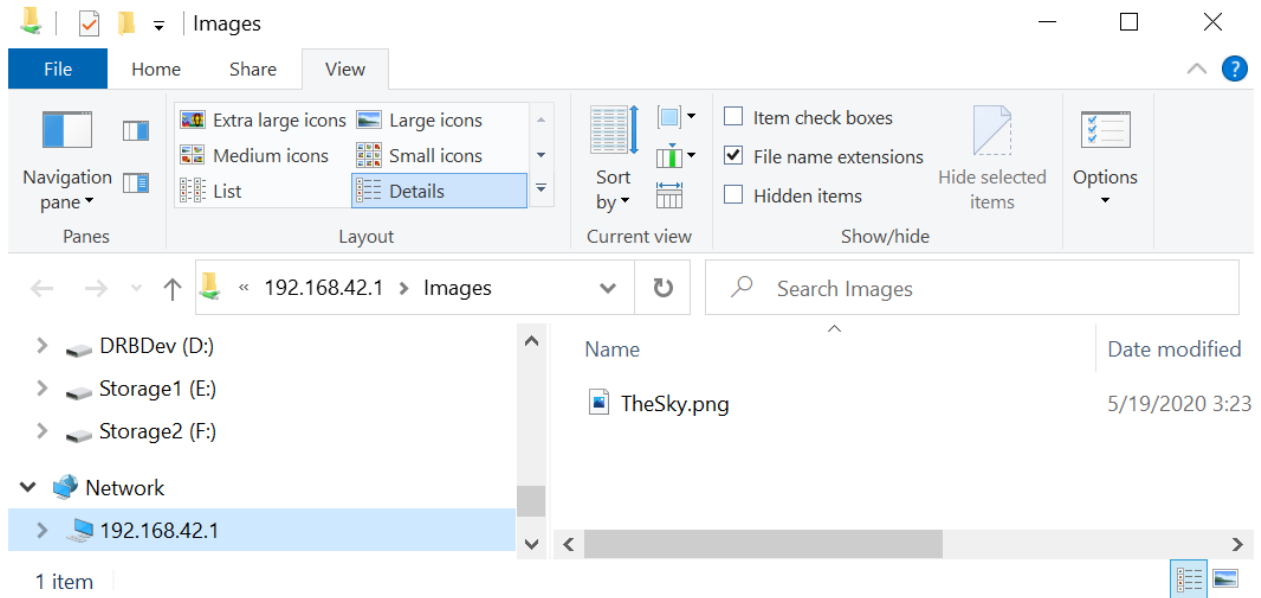 Images
File Home Share View
?
Extra large icons Large icons
Medium icons Small icons
List Details
Navigation
pane
Sort
by
Item check boxes
File name extensions
Hidden items
Hide selected
items
Options
Panes Layout Current view Show/hide
« 192.168.42.1 > Images
Search Images
DRBDev (D:)
Storage1 (E:)
Storage2 (F:)
Network
192.168.42.1
Name Date modified
TheSky.png 5/19/2020 3:23
1 item